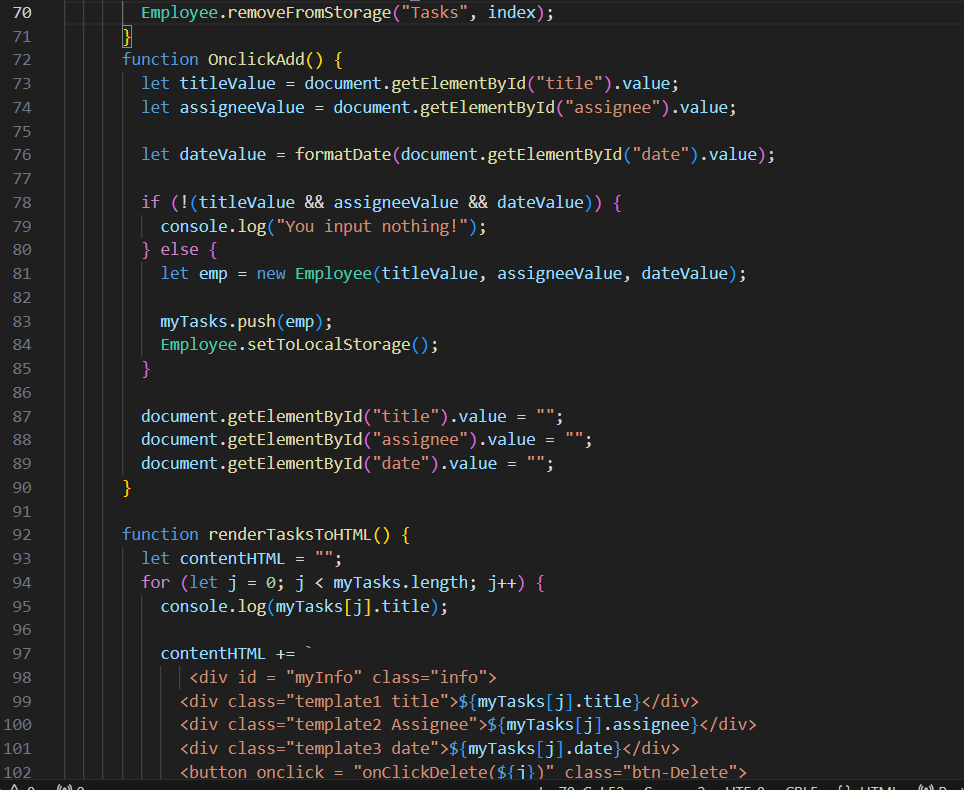 70 Employee.removeFromStorage("Tasks", index);
71 }
72 function OnclickAdd() {
73 let titleValue = document.getElementById("title").value;
74 let assigneeValue = document.getElementById("assignee").value;
75
76 let dateValue = formatDate(document.getElementById("date").value);
77
78 if (!(titleValue && assigneeValue && dateValue)) {
79 console.log("You input nothing!");
80 } else {
81 let emp = new Employee(titleValue, assigneeValue, dateValue);
82
83 myTasks.push(emp);
84 Employee.setToLocalStorage();
85 }
86
87 document.getElementById("title").value = "";
88 document.getElementById("assignee").value = "";
89 document.getElementById("date").value = "";
90 }
91
92 function renderTasksToHTML() {
93 let contentHTML = "";
94 for (let j = 0; j < myTasks.length; j++) {
95 console.log(myTasks[j].title);
96
97 contentHTML += `
98 <div id = "myInfo" class="info">
99 <div class="template1 title">${myTasks[j].title}</div>
100 <div class="template2 Assignee">${myTasks[j].assignee}</div>
101 <div class="template3 date">${myTasks[j].date}</div>
102 <button onclick = "onClickDelete(${j})" class="btn-Delete">